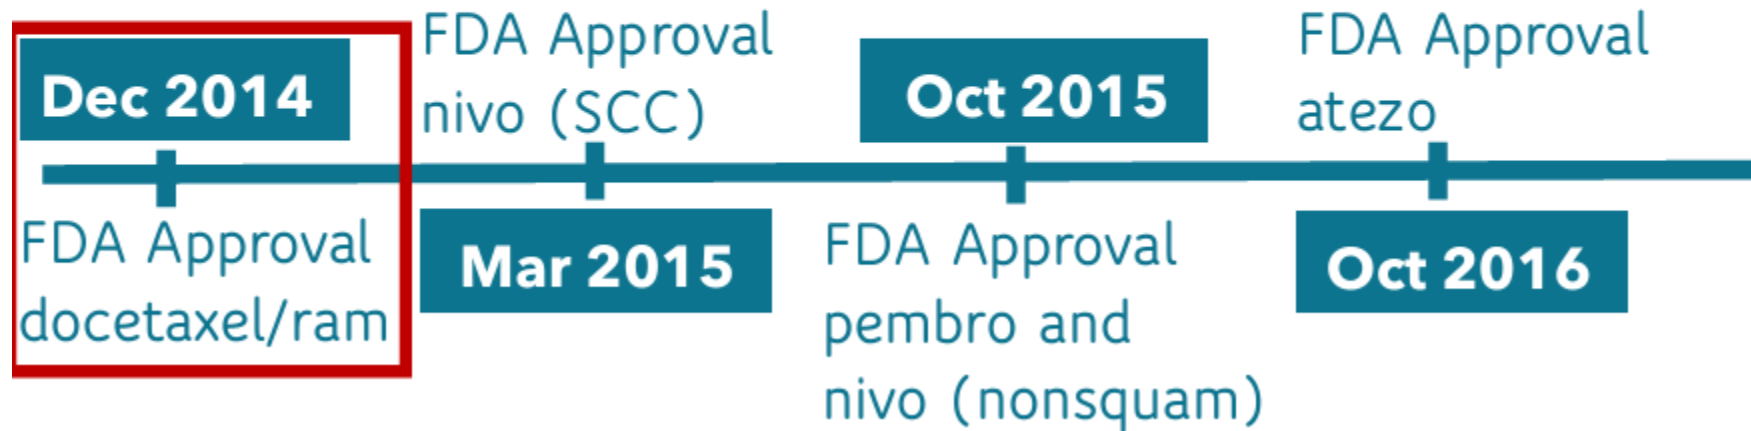 Dec 2014
FDA Approval
docetaxel/ram
FDA Approval
nivo (SCC)
Mar 2015
Oct 2015
FDA Approval
pembro and
nivo (nonsquam)
FDA Approval
atezo
Oct 2016